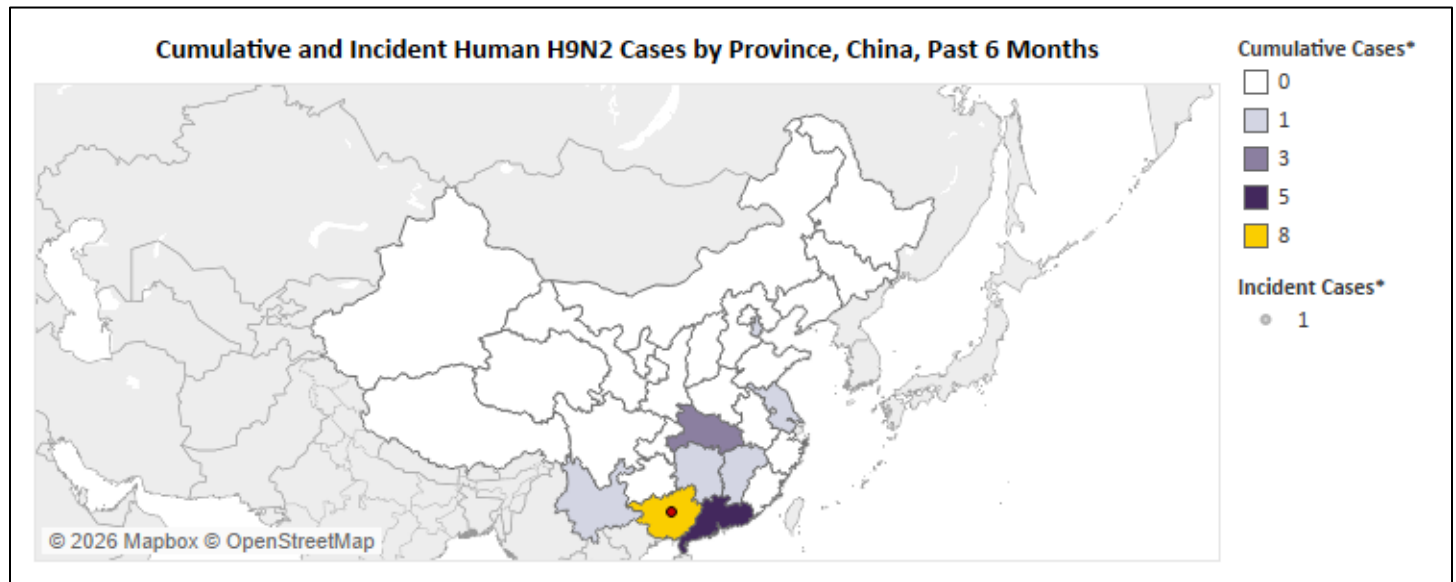 Cumulative and Incident Human H9N2 Cases by Province, China, Past 6 Months
Cumulative Cases*
0
1
3
5
8
Incident Cases*
1
© 2026 Mapbox © OpenStreetMap